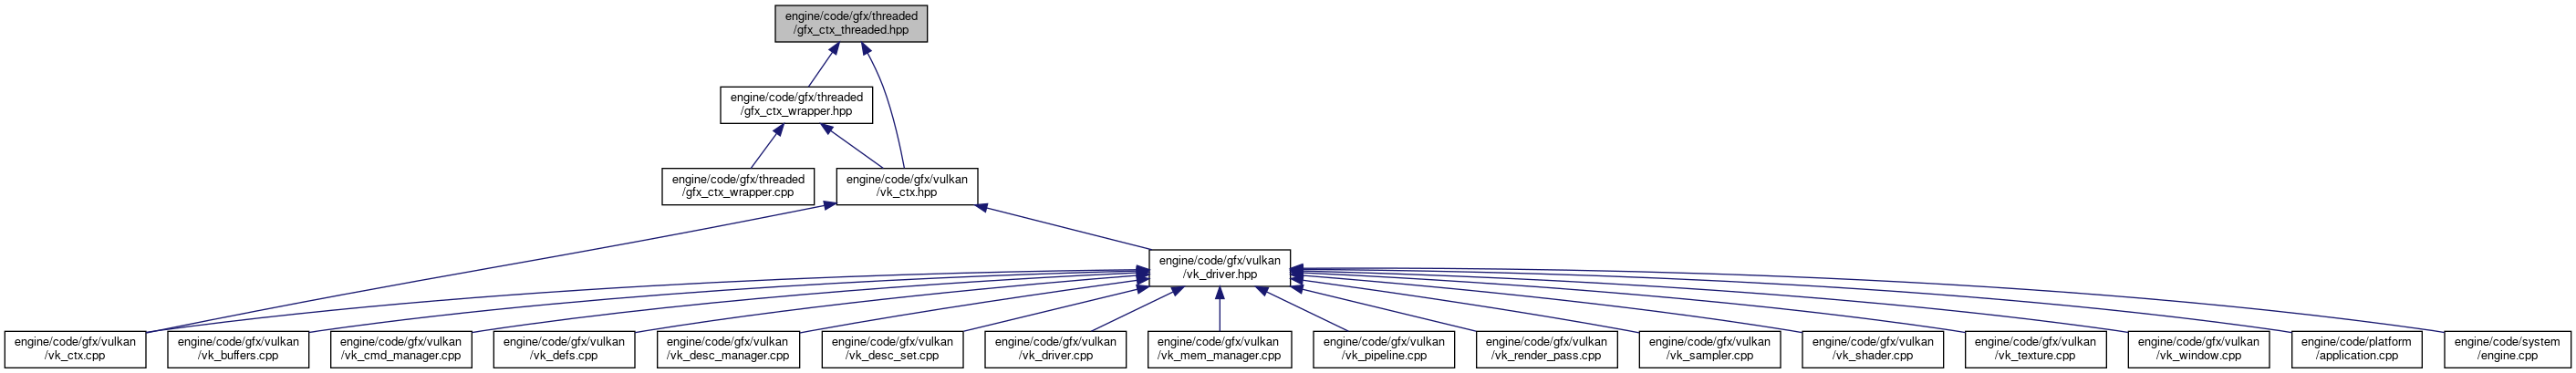 engine/code/gfx/threaded
/gfx_ctx_threaded.hpp
engine/code/gfx/threaded
/gfx_ctx_wrapper.hpp
engine/code/gfx/threaded
/gfx_ctx_wrapper.cpp
engine/code/gfx/vulkan
/vk_ctx.hpp
engine/code/gfx/vulkan
/vk_driver.hpp
engine/code/gfx/vulkan
/vk_ctx.cpp
engine/code/gfx/vulkan
/vk_buffers.cpp
engine/code/gfx/vulkan
/vk_cmd_manager.cpp
engine/code/gfx/vulkan
/vk_defs.cpp
engine/code/gfx/vulkan
/vk_desc_manager.cpp
engine/code/gfx/vulkan
/vk_desc_set.cpp
engine/code/gfx/vulkan
/vk_driver.cpp
engine/code/gfx/vulkan
/vk_mem_manager.cpp
engine/code/gfx/vulkan
/vk_pipeline.cpp
engine/code/gfx/vulkan
/vk_render_pass.cpp
engine/code/gfx/vulkan
/vk_sampler.cpp
engine/code/gfx/vulkan
/vk_shader.cpp
engine/code/gfx/vulkan
/vk_texture.cpp
engine/code/gfx/vulkan
/vk_window.cpp
engine/code/platform
/application.cpp
engine/code/system
/engine.cpp